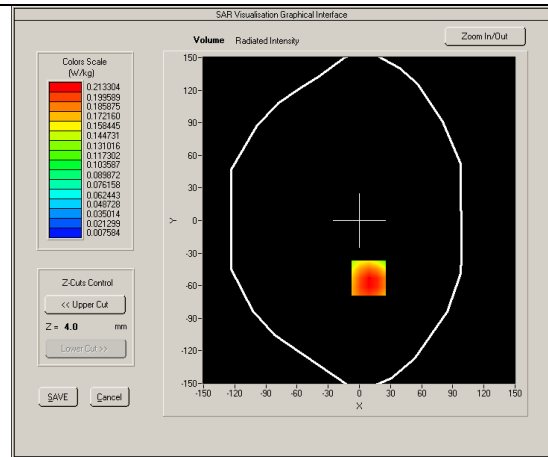 SAR Visualisation Graphical Interface
Volume Radiated Intensity
Zoom In/Out
Colors Scale
(W/kg)
0.213304
0.199589
0.185875
0.172160
0.158445
0.144731
0.131016
0.117302
0.103587
0.089872
0.076158
0.062443
0.048728
0.035014
0.021299
0.007584
Z-Cuts Control
<< Upper Cut
Z = 4.0 mm
Lower Cut >>
SAVE Cancel
150-
120-
90-
60-
30-
Y 0-
-30-
-60-
-90-
-120-
-150-
-150 -120 -90 -60 -30 0 30 60 90 120 150
X